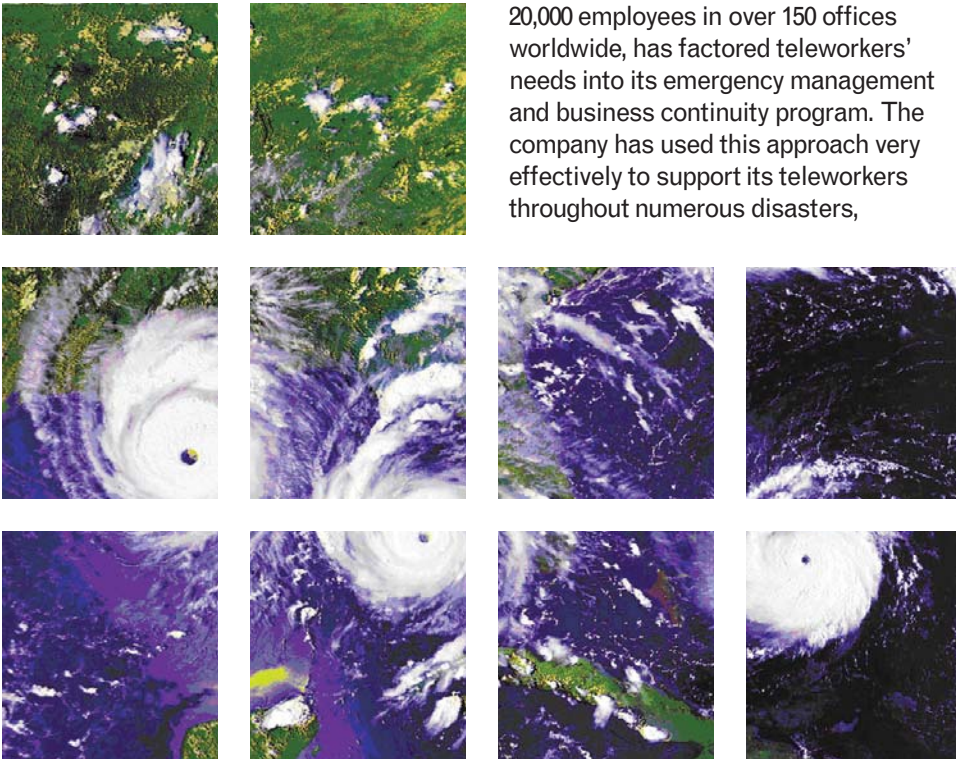 20,000 employees in over 150 offices
worldwide, has factored teleworkers’
needs into its emergency management
and business continuity program. The
company has used this approach very
effectively to support its teleworkers
throughout numerous disasters,